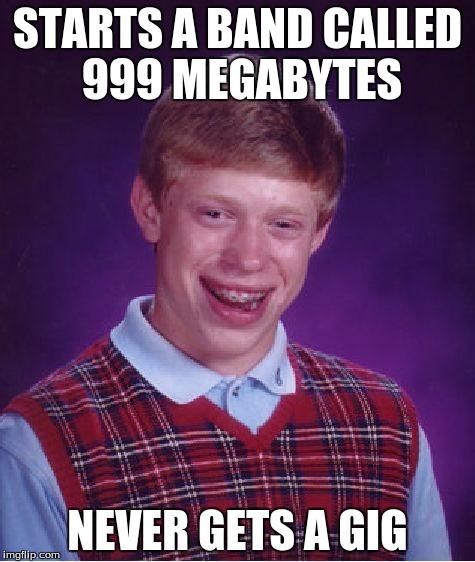 STARTS A BAND CALLED
999 MEGABYTES
NEVER GETS A GIG
imgflip.com